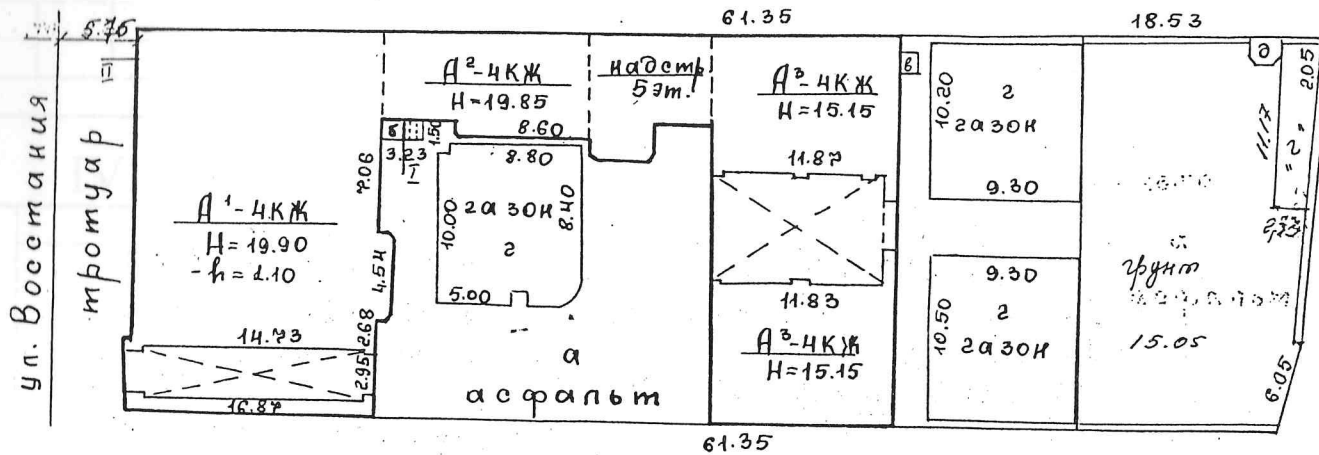 61.35
18.53
5.75
ул. Восстания
тротуар
III
А¹-4КЖ
H=19.90
-h=1.10
14.73
16.87
2.95
2.68
4.54
7.06
А²-4КЖ
H=19.85
надстр
5эт.
б
3.23
1.50
I
8.60
8.80
10.00
газон
г
8.40
5.00
а
асфальт
А³-4КЖ
H=15.15
11.87
11.83
А³-4КЖ
H=15.15
в
10.20
г
газон
9.30
9.30
10.50
г
газон
д
2.05
11.17
"г"
грунт
15.05
6.05
61.35